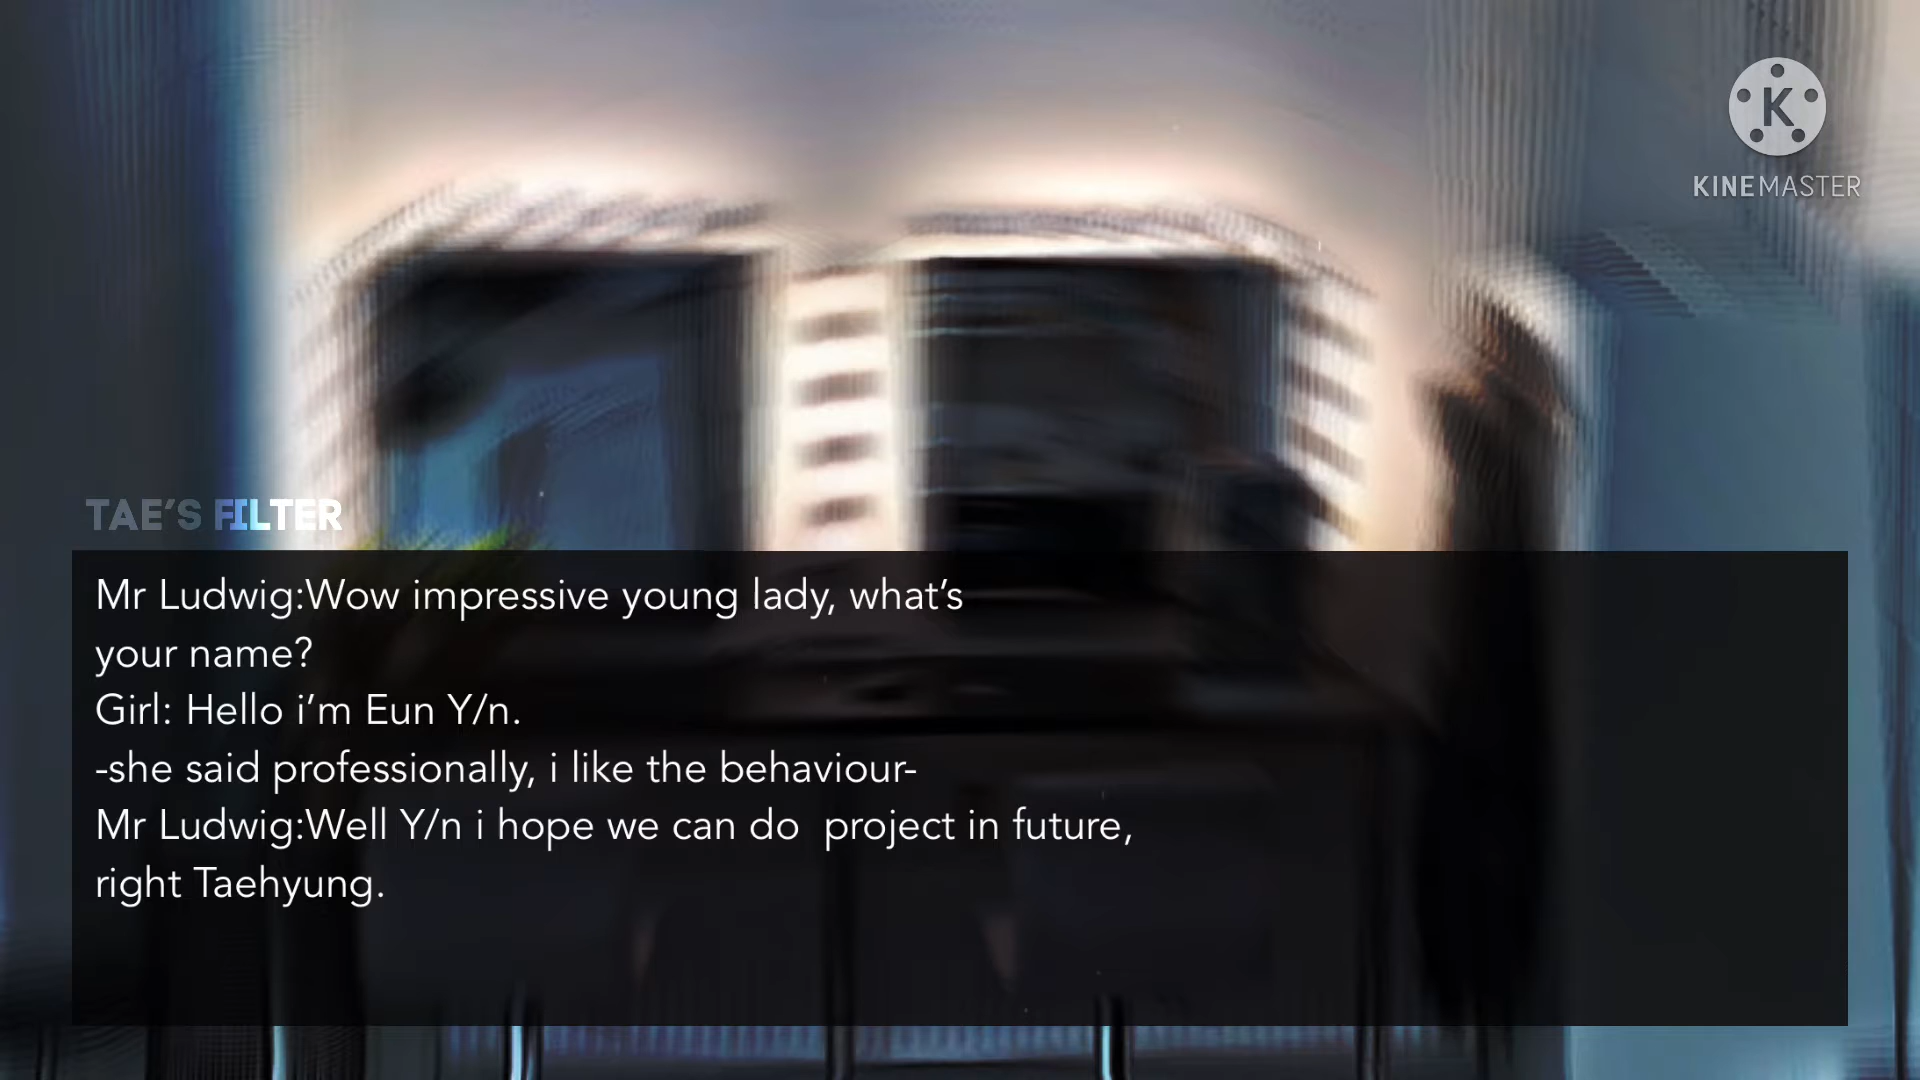 KINEMASTER
TAE'S FILTER
Mr Ludwig:Wow impressive young lady, what's
your name?
Girl: Hello i'm Eun Y/n.
-she said professionally, i like the behaviour-
Mr Ludwig:Well Y/n i hope we can do  project in future,
right Taehyung.